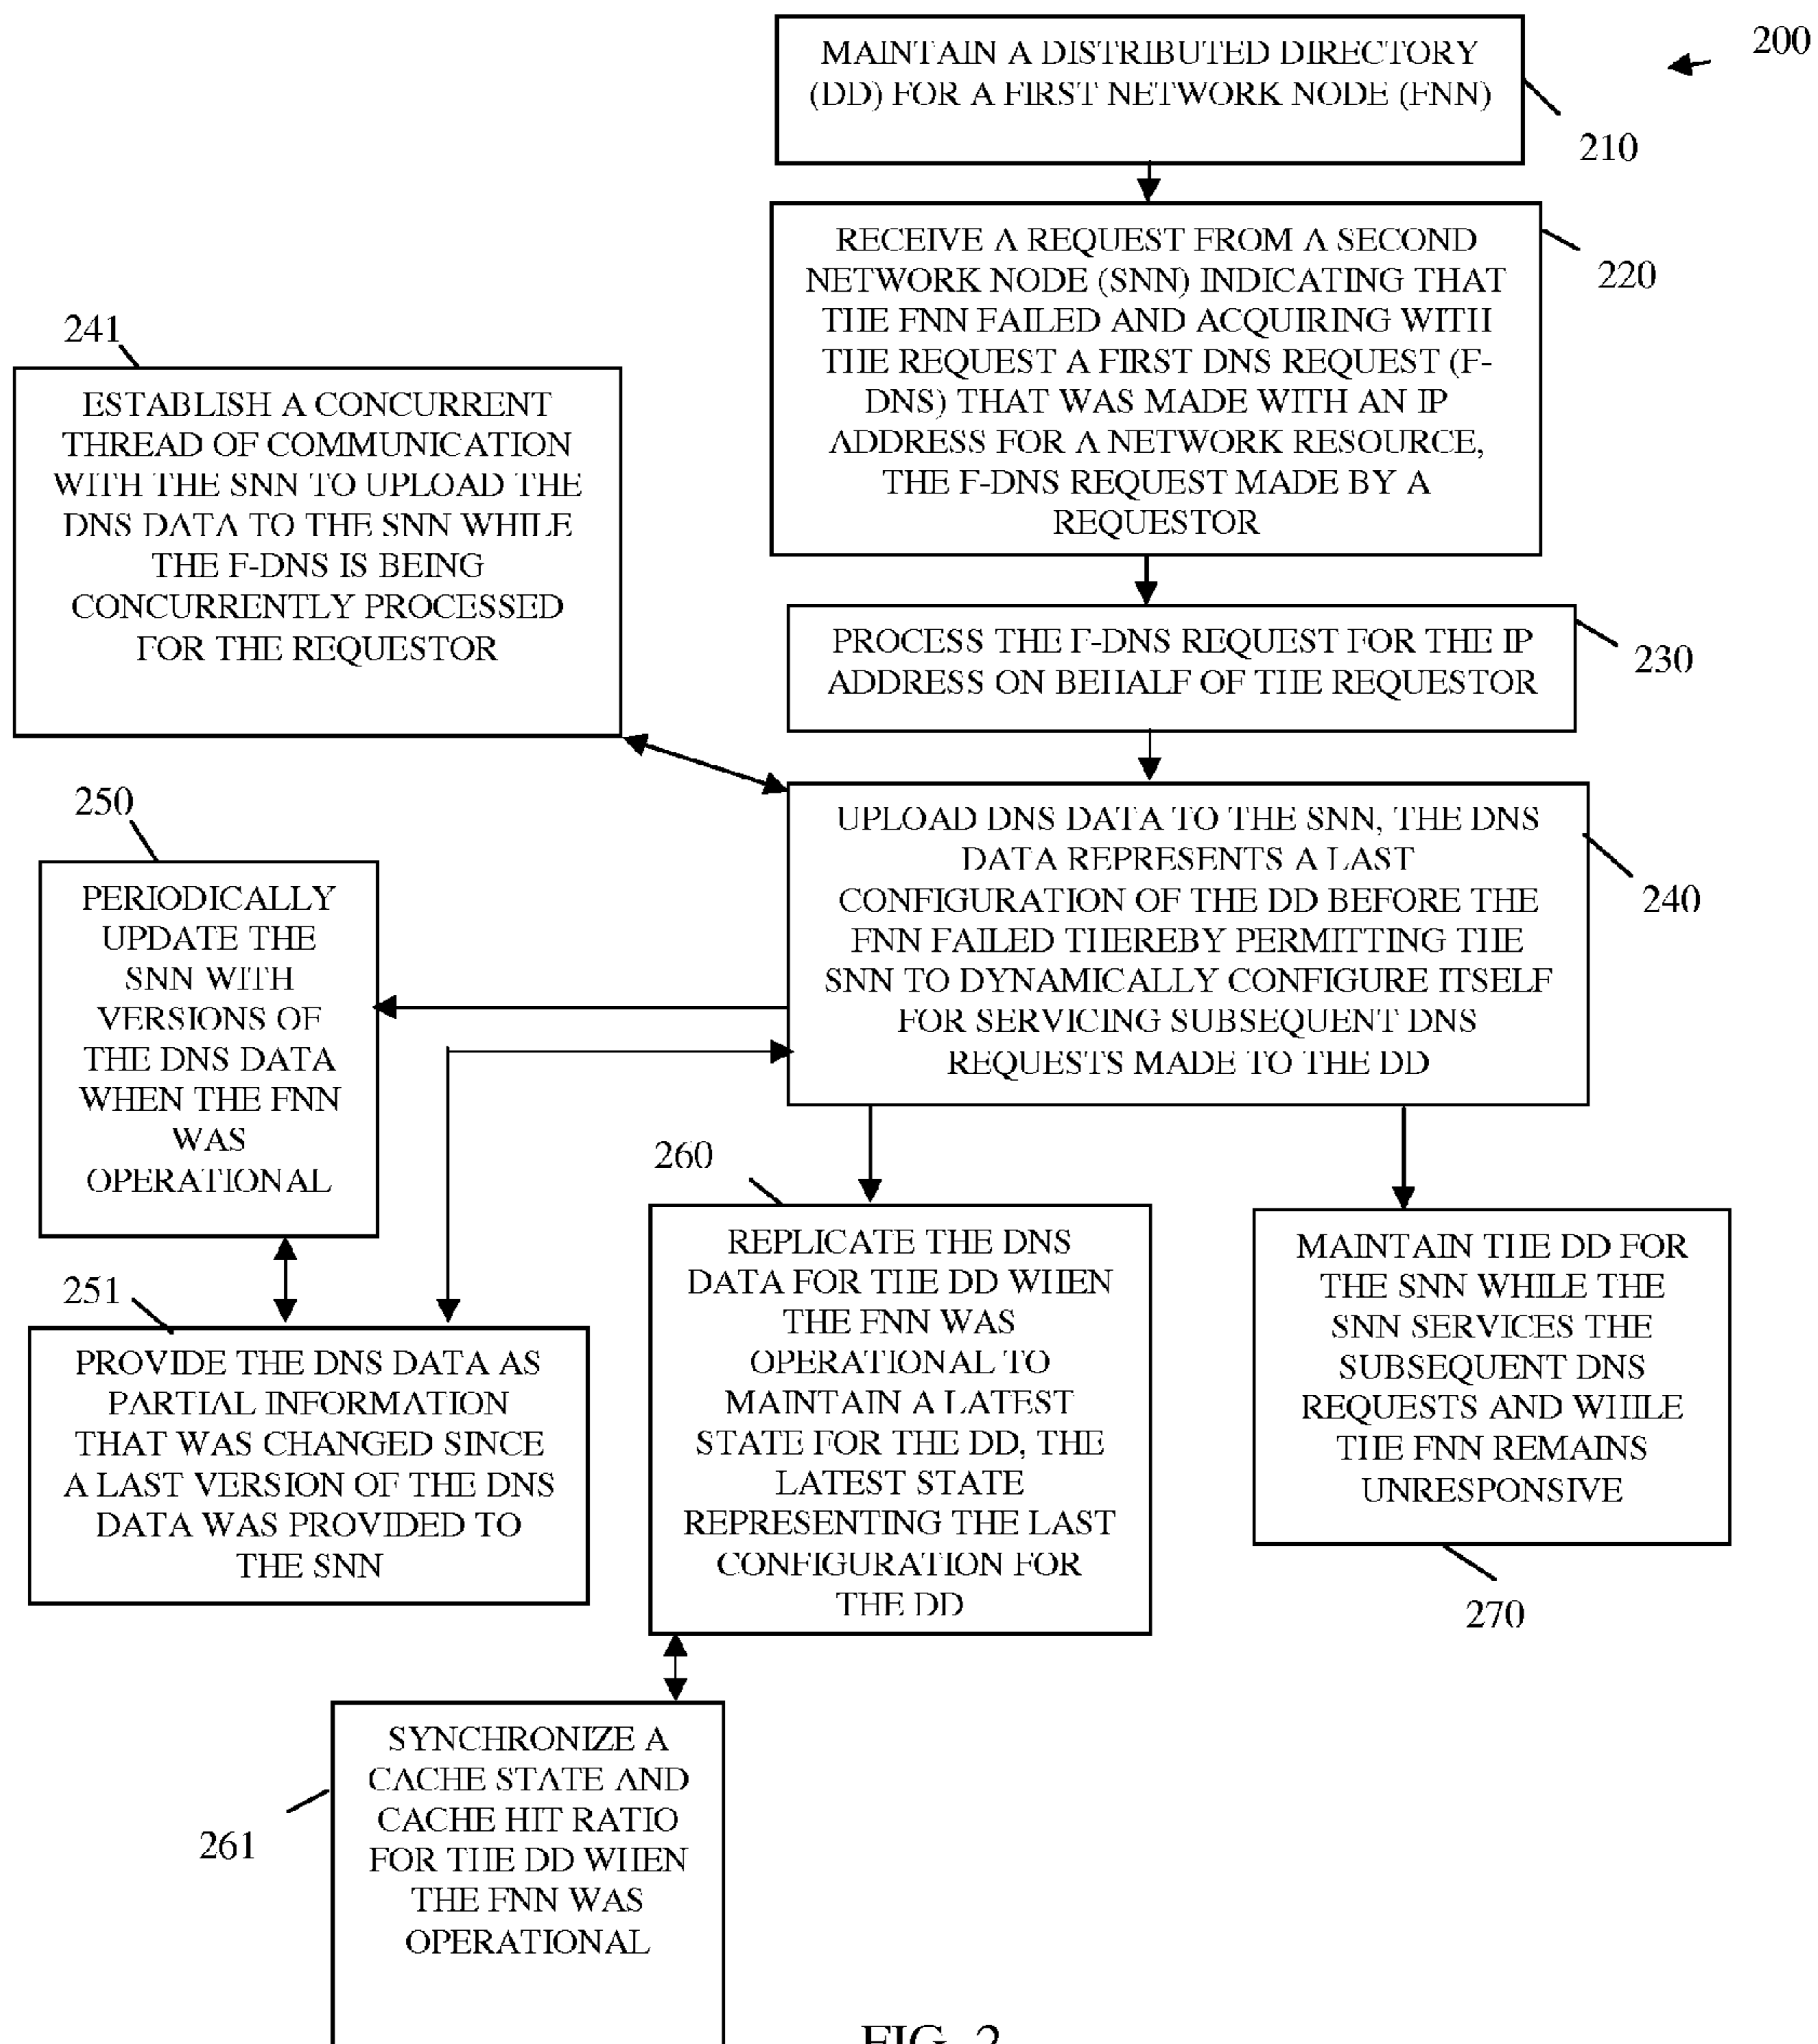 200
MAINTAIN A DISTRIBUTED DIRECTORY
(DD) FOR A FIRST NETWORK NODE (FNN)
210
RECEIVE A REQUEST FROM A SECOND
NETWORK NODE (SNN) INDICATING THAT
THE FNN FAILED AND ACQUIRING WITH
THE REQUEST A FIRST DNS REQUEST (F-
DNS) THAT WAS MADE WITH AN IP
ADDRESS FOR A NETWORK RESOURCE,
THE F-DNS REQUEST MADE BY A
REQUESTOR
220
241
ESTABLISH A CONCURRENT
THREAD OF COMMUNICATION
WITH THE SNN TO UPLOAD THE
DNS DATA TO THE SNN WHILE
THE F-DNS IS BEING
CONCURRENTLY PROCESSED
FOR THE REQUESTOR
PROCESS THE F-DNS REQUEST FOR THE IP
ADDRESS ON BEHALF OF THE REQUESTOR
230
UPLOAD DNS DATA TO THE SNN, THE DNS
DATA REPRESENTS A LAST
CONFIGURATION OF THE DD BEFORE THE
FNN FAILED THEREBY PERMITTING THE
SNN TO DYNAMICALLY CONFIGURE ITSELF
FOR SERVICING SUBSEQUENT DNS
REQUESTS MADE TO THE DD
240
250
PERIODICALLY
UPDATE THE
SNN WITH
VERSIONS OF
THE DNS DATA
WHEN THE FNN
WAS
OPERATIONAL
251
PROVIDE THE DNS DATA AS
PARTIAL INFORMATION
THAT WAS CHANGED SINCE
A LAST VERSION OF THE DNS
DATA WAS PROVIDED TO
THE SNN
260
REPLICATE THE DNS
DATA FOR THE DD WHEN
THE FNN WAS
OPERATIONAL TO
MAINTAIN A LATEST
STATE FOR THE DD, THE
LATEST STATE
REPRESENTING THE LAST
CONFIGURATION FOR
THE DD
MAINTAIN THE DD FOR
THE SNN WHILE THE
SNN SERVICES THE
SUBSEQUENT DNS
REQUESTS AND WHILE
THE FNN REMAINS
UNRESPONSIVE
270
SYNCHRONIZE A
CACHE STATE AND
CACHE HIT RATIO
FOR THE DD WHEN
THE FNN WAS
OPERATIONAL
261
FIG. 2